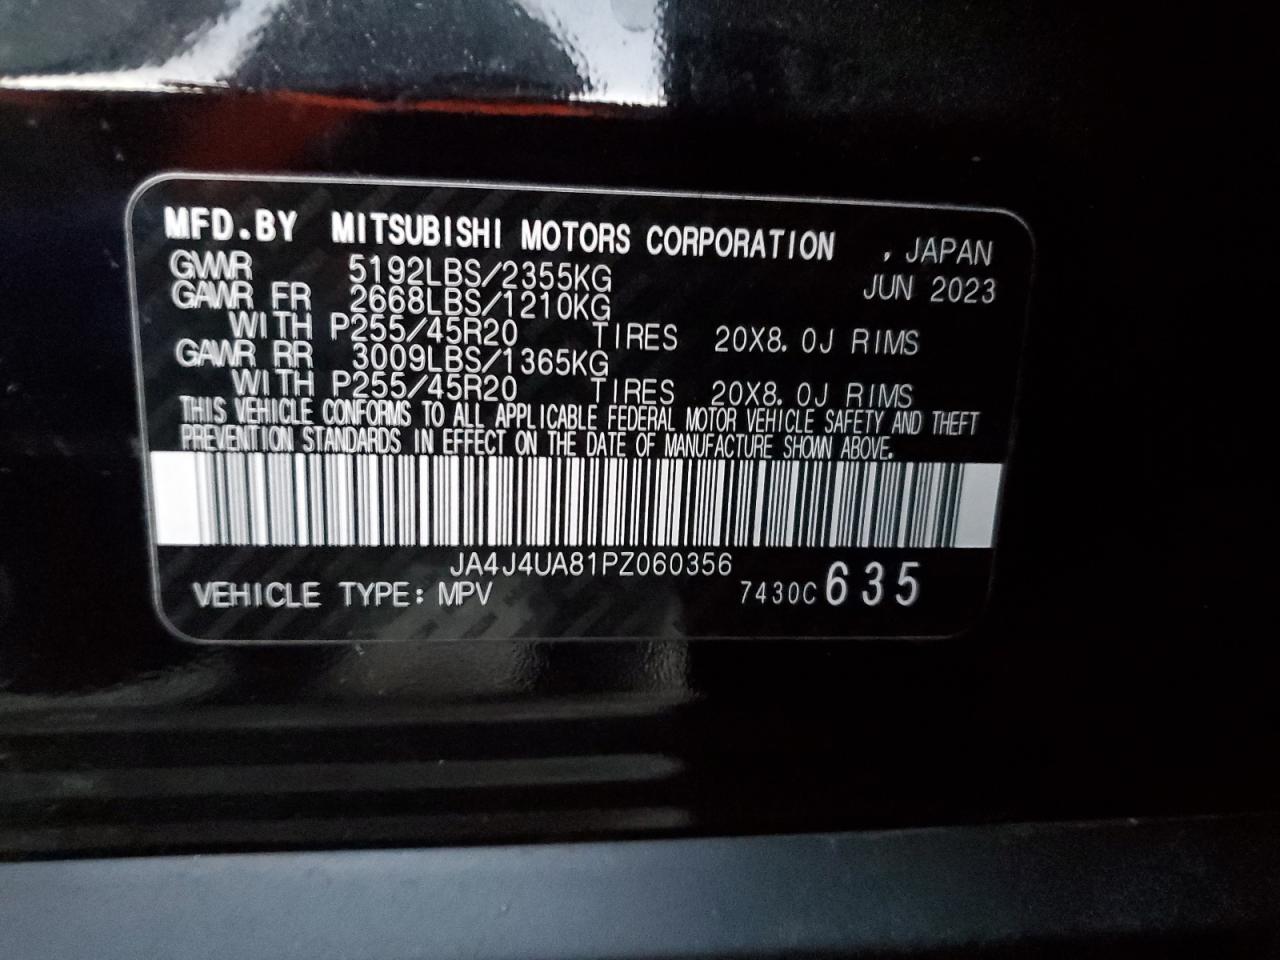 MFD.BY MITSUBISHI MOTORS CORPORATION , JAPAN
GVWR 5192LBS/2355KG JUN 2023
GAWR FR 2668LBS/1210KG
WITH P255/45R20 TIRES 20X8.0J RIMS
GAWR RR 3009LBS/1365KG
WITH P255/45R20 TIRES 20X8.0J RIMS
THIS VEHICLE CONFORMS TO ALL APPLICABLE FEDERAL MOTOR VEHICLE SAFETY AND THEFT
PREVENTION STANDARDS IN EFFECT ON THE DATE OF MANUFACTURE SHOWN ABOVE.
JA4J4UA81PZ060356
VEHICLE TYPE: MPV 7430C 635